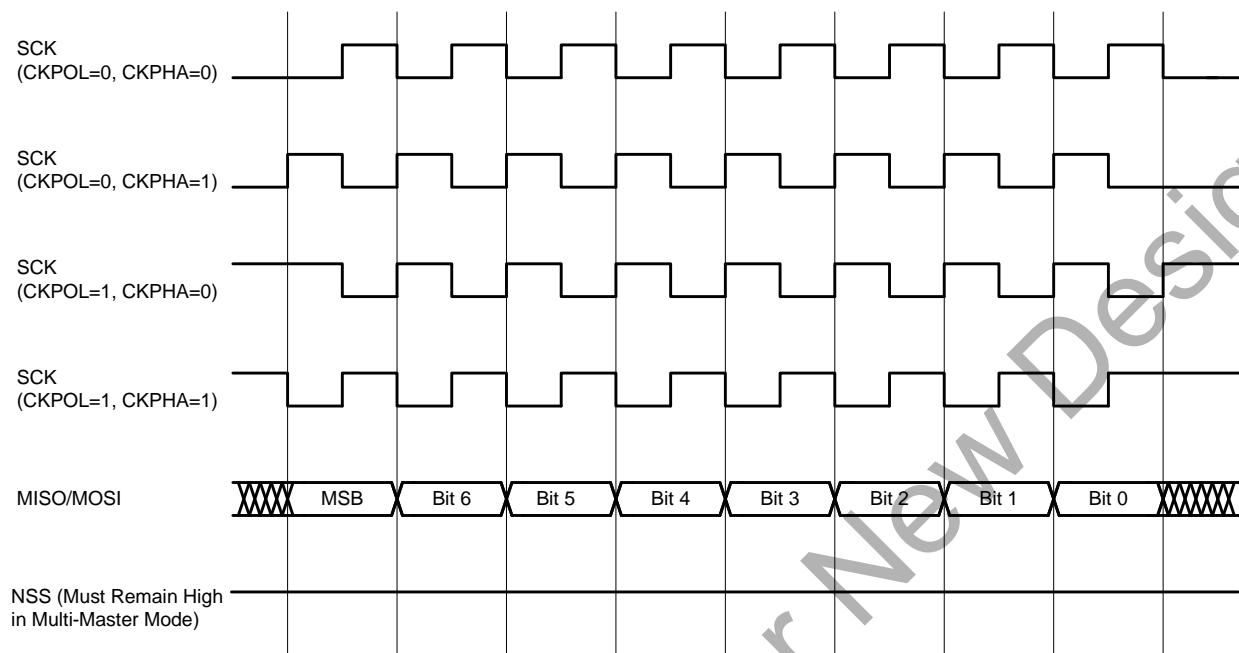 SCK
(CKPOL=0, CKPHA=0)
SCK
(CKPOL=0, CKPHA=1)
SCK
(CKPOL=1, CKPHA=0)
SCK
(CKPOL=1, CKPHA=1)
MISO/MOSI MSB Bit 6 Bit 5 Bit 4 Bit 3 Bit 2 Bit 1 Bit 0
NSS (Must Remain High
in Multi-Master Mode)
r New Desig